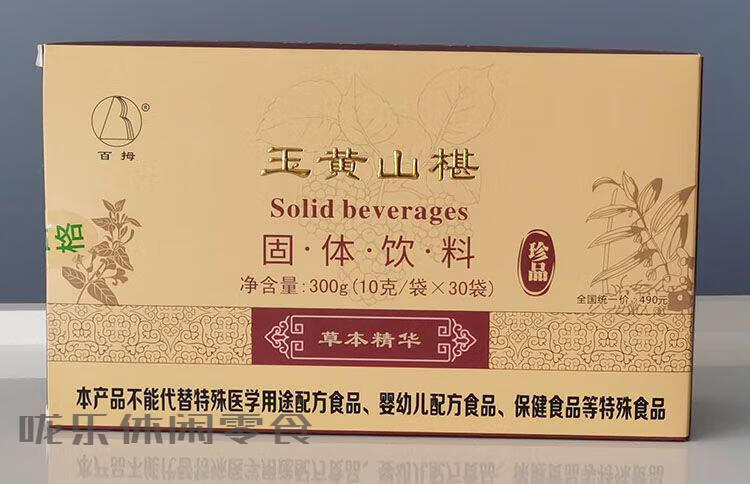 ®
百拇
玉黄山椹
Solid beverages
固·体·饮·料
净含量:300g(10克/袋×30袋)
珍品
格
全国统一价：490元
草本精华
本产品不能代替特殊医学用途配方食品、婴幼儿配方食品、保健食品等特殊食品
咙乐休闲零食